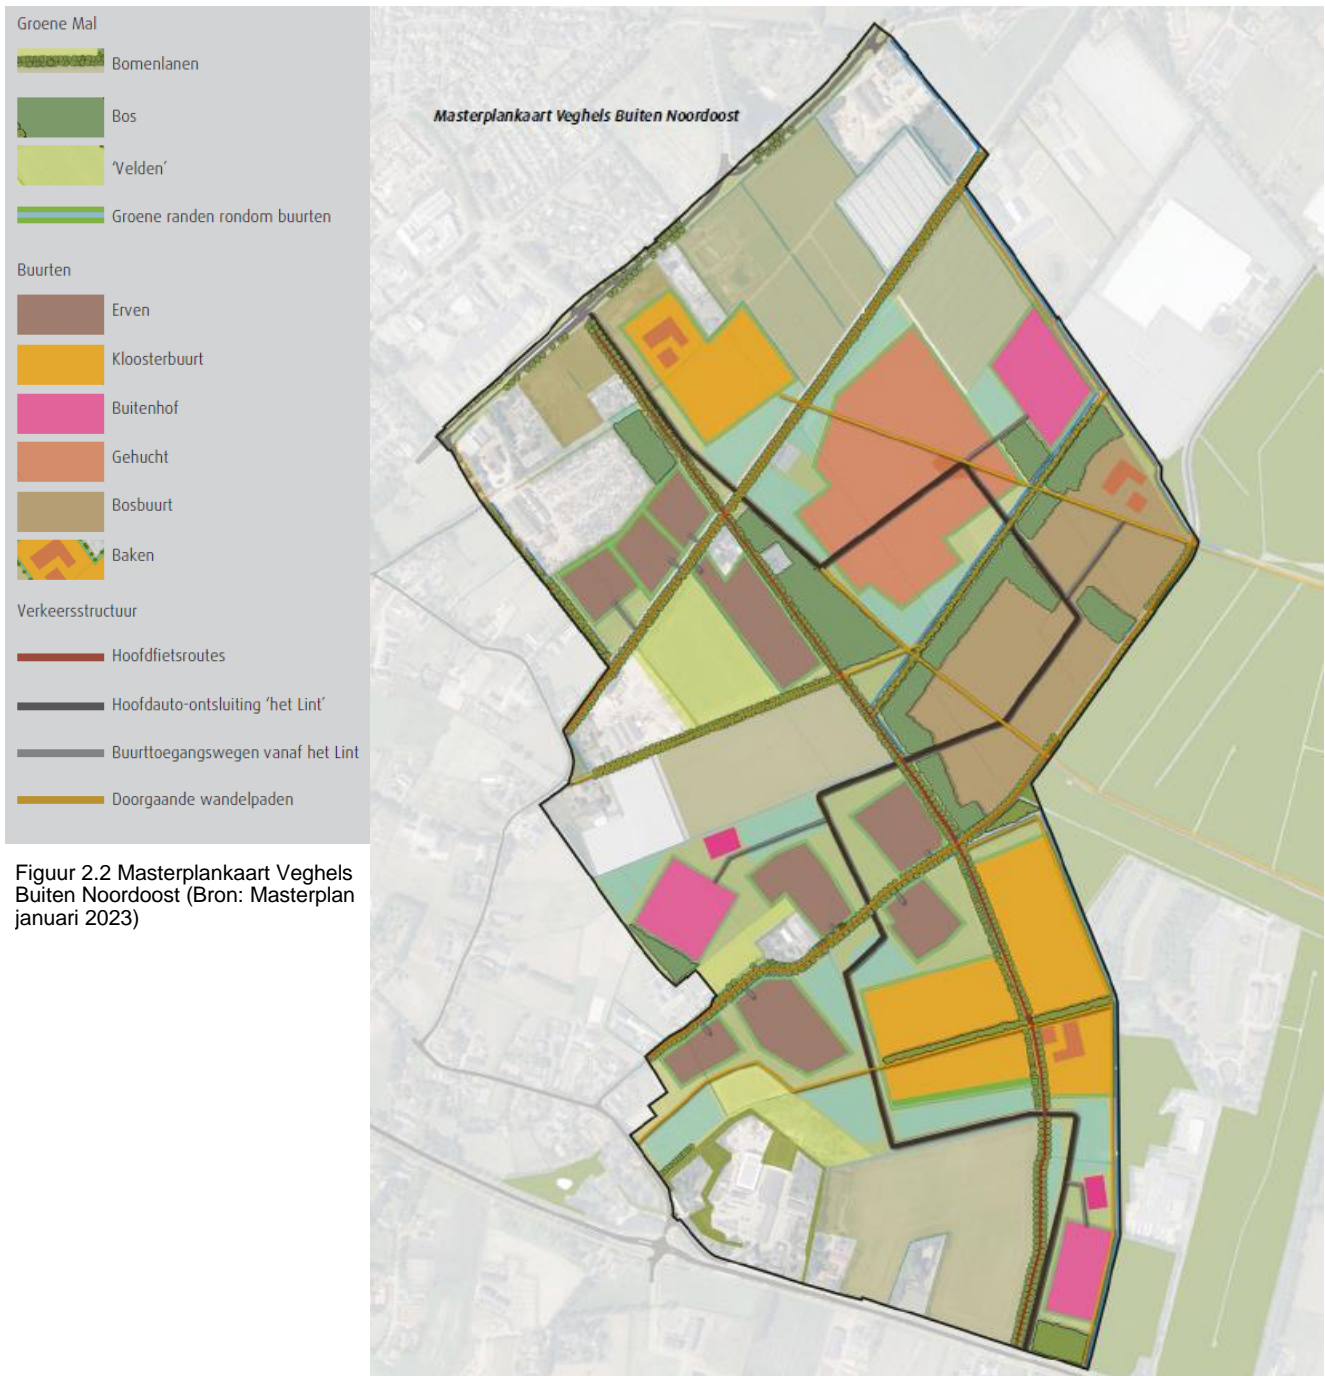 Groene Mal
Bomenlanen
Bos
‘Velden’
Groene randen rondom buurten
Buurten
Erven
Kloosterbuurt
Buitenhof
Gehucht
Bosbuurt
Baken
Verkeersstructuur
Hoofdfietsroutes
Hoofdauto-ontsluiting ‘het Lint’
Buurttoegangswegen vanaf het Lint
Doorgaande wandelpaden
Figuur 2.2 Masterplankaart Veghels
Buiten Noordoost (Bron: Masterplan
januari 2023)
Masterplankaart Veghels Buiten Noordoost